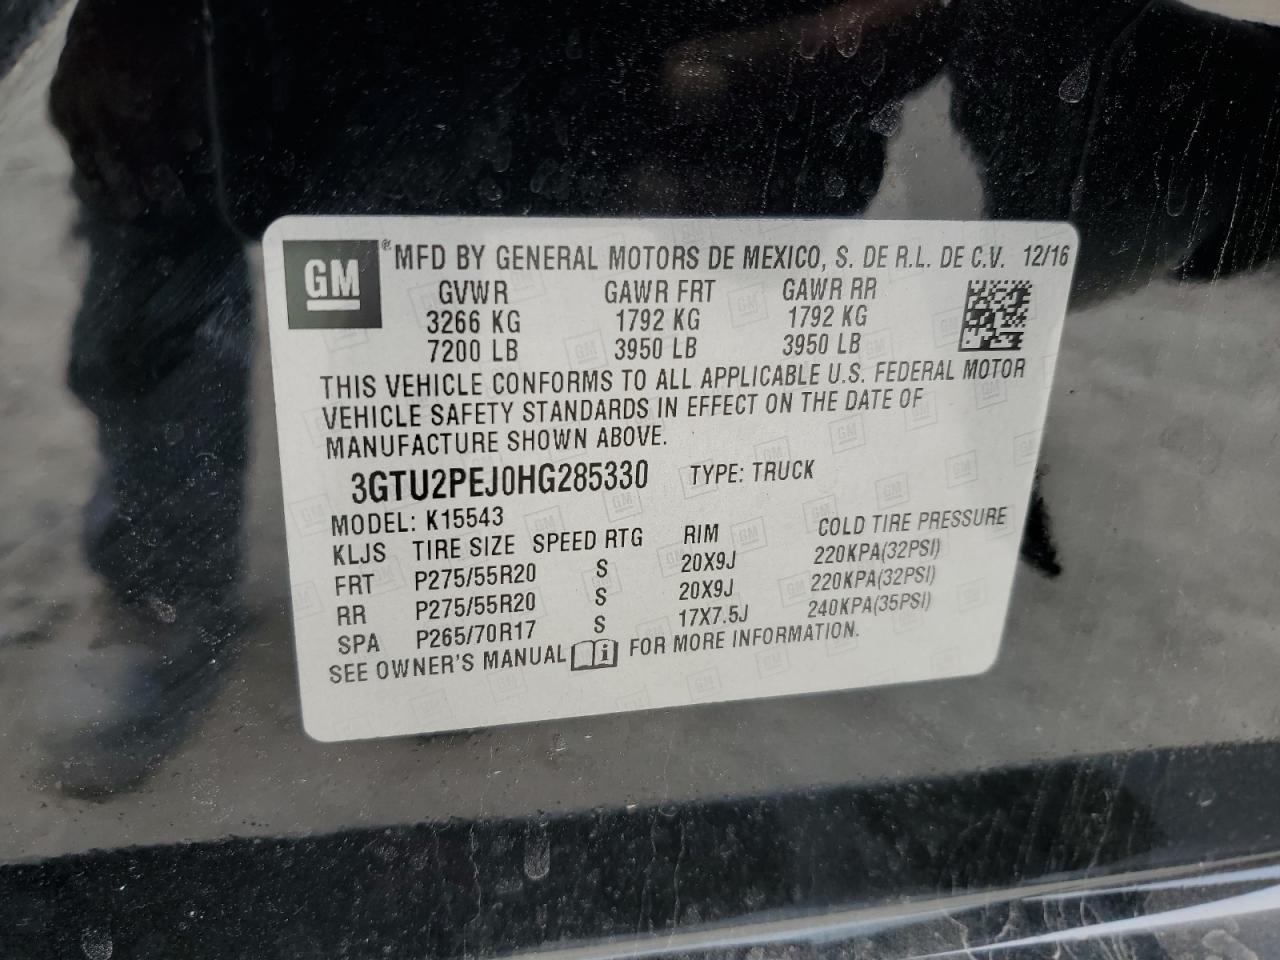 GM ® MFD BY GENERAL MOTORS DE MEXICO, S. DE R.L. DE C.V. 12/16
GVWR GAWR FRT GAWR RR
3266 KG 1792 KG 1792 KG
7200 LB 3950 LB 3950 LB
THIS VEHICLE CONFORMS TO ALL APPLICABLE U.S. FEDERAL MOTOR
VEHICLE SAFETY STANDARDS IN EFFECT ON THE DATE OF
MANUFACTURE SHOWN ABOVE.
3GTU2PEJ0HG285330 TYPE: TRUCK
MODEL: K15543
KLJS TIRE SIZE SPEED RTG RIM COLD TIRE PRESSURE
FRT P275/55R20 S 20X9J 220KPA(32PSI)
RR P275/55R20 S 20X9J 220KPA(32PSI)
SPA P265/70R17 S 17X7.5J 240KPA(35PSI)
SEE OWNER'S MANUAL i FOR MORE INFORMATION.